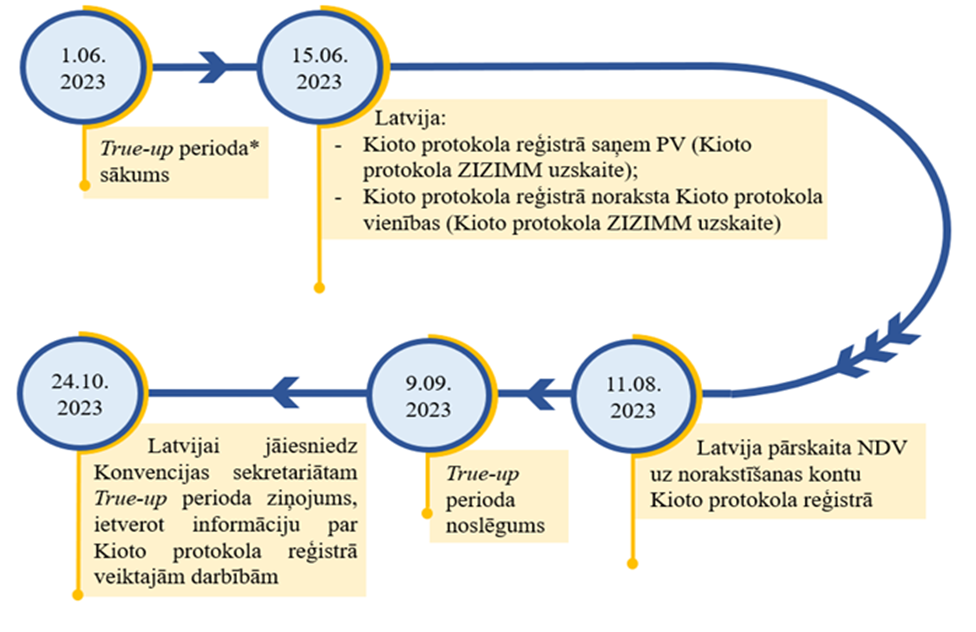 1.06.
2023
15.06.
2023
True-up perioda*
sākums
Latvija:
- Kioto protokola reģistrā saņem PV (Kioto
protokola ZIZIMM uzskaite);
- Kioto protokola reģistrā noraksta Kioto protokola
vienības (Kioto protokola ZIZIMM uzskaite)
11.08.
2023
Latvija pārskaita NDV
uz norakstīšanas kontu
Kioto protokola reģistrā
9.09.
2023
True-up
perioda
noslēgums
24.10.
2023
Latvijai jāiesniedz
Konvencijas sekretariātam
True-up perioda ziņojums,
ietverot informāciju par
Kioto protokola reģistrā
veiktajām darbībām